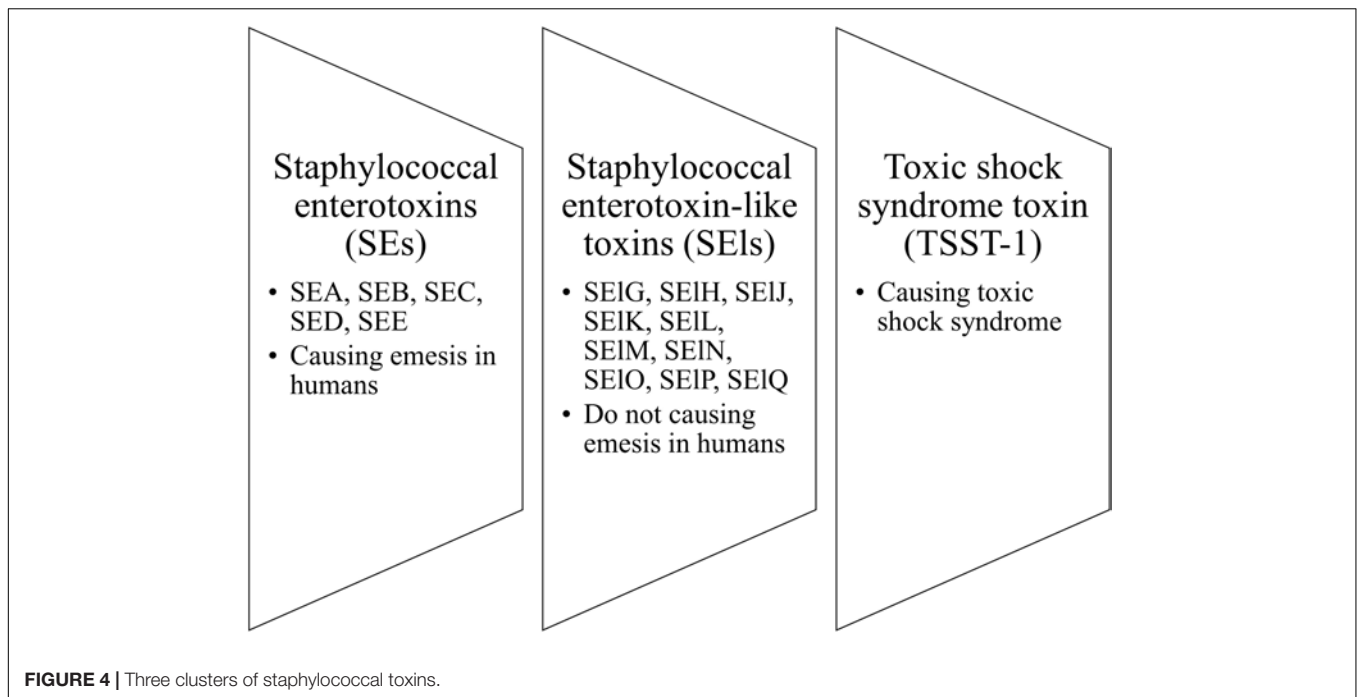 Staphylococcal
enterotoxins
(SEs)
• SEA, SEB, SEC,
SED, SEE
• Causing emesis in
humans
Staphylococcal
enterotoxin-like
toxins (SEls)
• SElG, SElH, SElJ,
SElK, SElL,
SElM, SElN,
SElO, SElP, SElQ
• Do not causing
emesis in humans
Toxic shock
syndrome toxin
(TSST-1)
• Causing toxic
shock syndrome
FIGURE 4 | Three clusters of staphylococcal toxins.